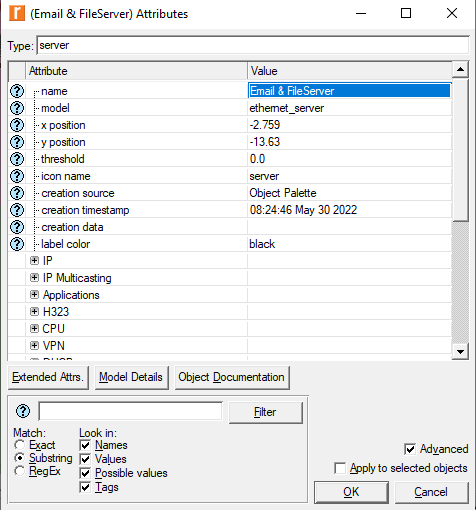 (Email & FileServer) Attributes
Type: server
Attribute Value
name Email & FileServer
model ethernet_server
x position -2.759
y position -13.63
threshold 0.0
icon name server
creation source Object Palette
creation timestamp 08:24:46 May 30 2022
creation data
label color black
IP
IP Multicasting
Applications
H323
CPU
VPN
DHCP
Extended Attrs. Model Details Object Documentation
Filter
Match: Look in:
Exact Names
Substring Values
RegEx Possible values
Tags
Advanced
Apply to selected objects
OK Cancel